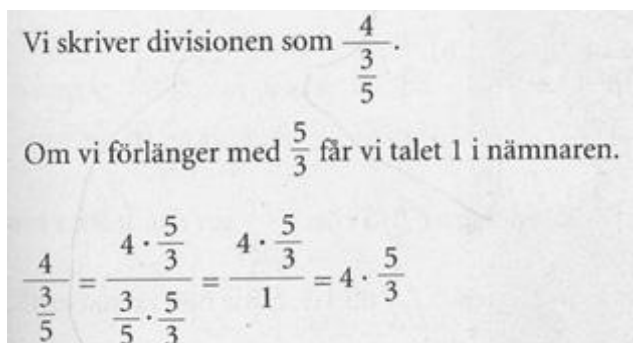 Vi skriver divisionen som 4/(3/5).
Om vi förlänger med 5/3 får vi talet 1 i nämnaren.
4/(3/5) = (4 · 5/3)/(3/5 · 5/3) = (4 · 5/3)/1 = 4 · 5/3